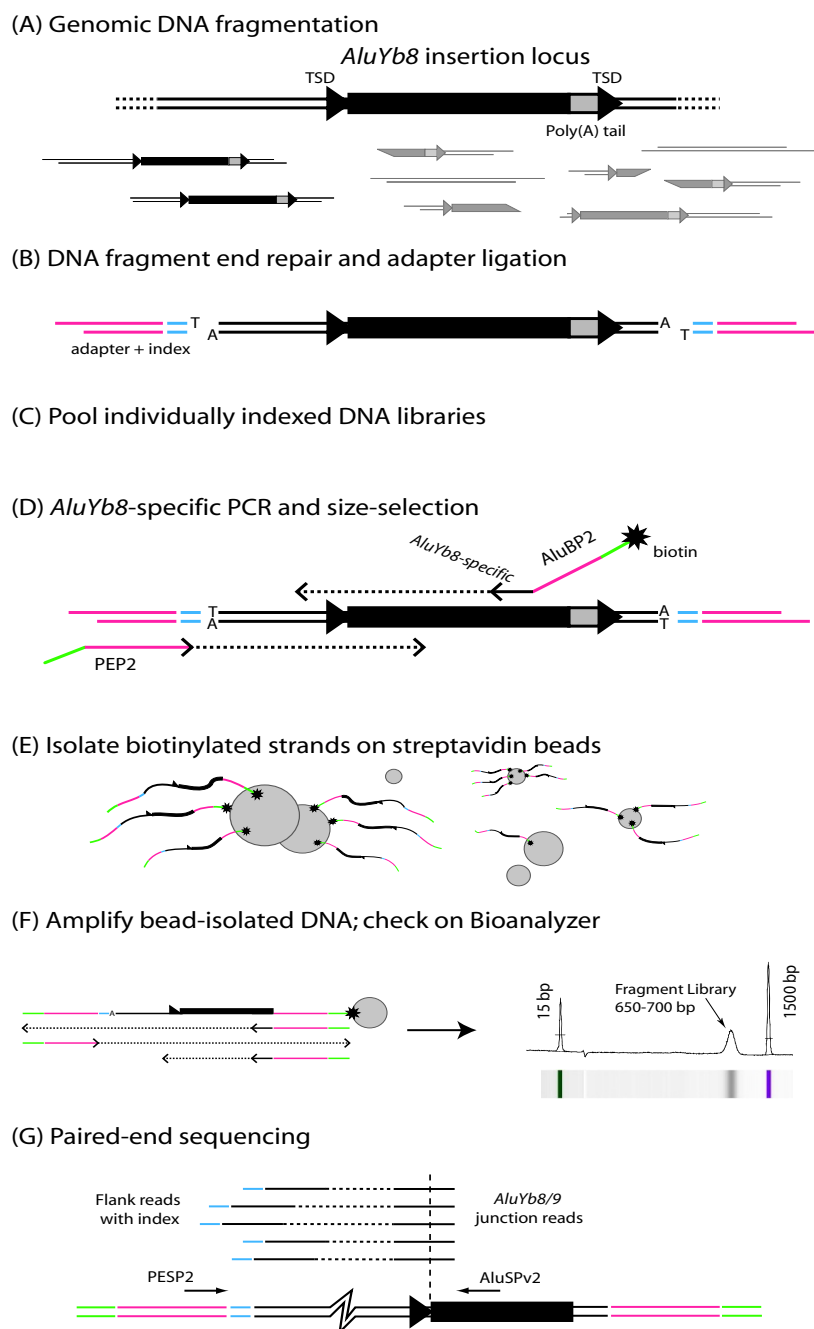 (A) Genomic DNA fragmentation
AluYb8 insertion locus
TSD
TSD
Poly(A) tail
(B) DNA fragment end repair and adapter ligation
T
A
A
T
adapter + index
(C) Pool individually indexed DNA libraries
(D) AluYb8-specific PCR and size-selection
AluYb8-specific
AluBP2
biotin
T
A
A
T
PEP2
(E) Isolate biotinylated strands on streptavidin beads
(F) Amplify bead-isolated DNA; check on Bioanalyzer
A
15 bp
Fragment Library
650-700 bp
1500 bp
(G) Paired-end sequencing
Flank reads
with index
AluYb8/9
junction reads
PESP2
AluSPv2